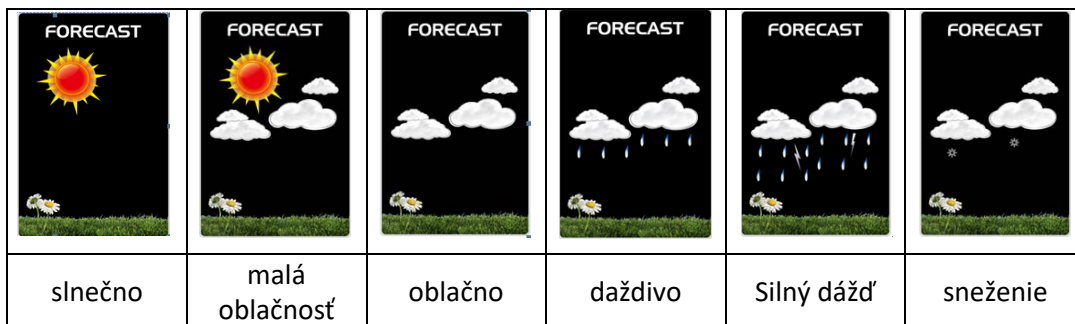 FORECAST FORECAST FORECAST FORECAST FORECAST FORECAST
slnečno
malá
oblačnosť
oblačno
daždivo
Silný dážď
sneženie